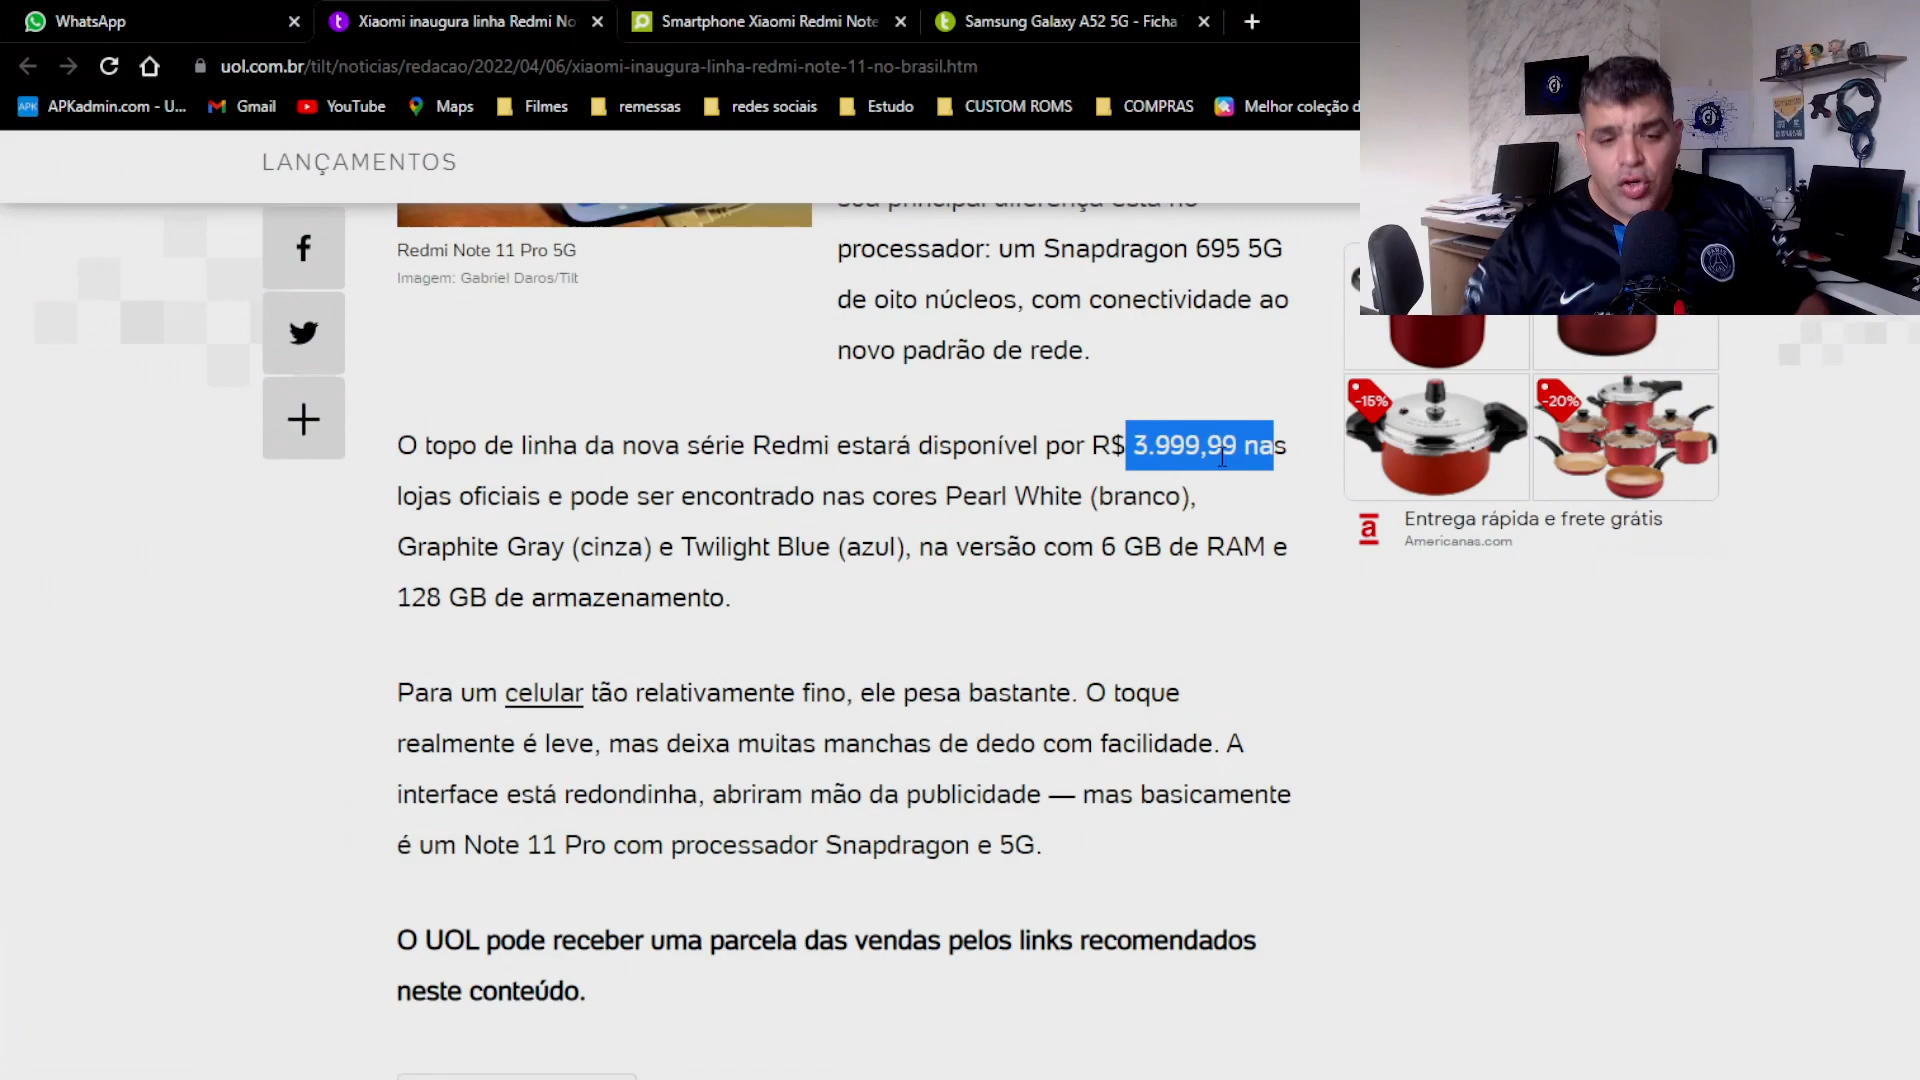 WhatsApp
Xiaomi inaugura linha Redmi No
Smartphone Xiaomi Redmi Note
Samsung Galaxy A52 5G - Ficha
uol.com.br/tilt/noticias/redacao/2022/04/06/xiaomi-inaugura-linha-redmi-note-11-no-brasil.htm
APK APKadmin.com - U...
Gmail
YouTube
Maps
Filmes
remessas
redes sociais
Estudo
CUSTOM ROMS
COMPRAS
Melhor coleção d
LANÇAMENTOS
sua principal diferença está no
Redmi Note 11 Pro 5G
Imagem: Gabriel Daros/Tilt
processador: um Snapdragon 695 5G
de oito núcleos, com conectividade ao
novo padrão de rede.
O topo de linha da nova série Redmi estará disponível por R$ 3.999,99 nas
lojas oficiais e pode ser encontrado nas cores Pearl White (branco),
Graphite Gray (cinza) e Twilight Blue (azul), na versão com 6 GB de RAM e
128 GB de armazenamento.
Para um celular tão relativamente fino, ele pesa bastante. O toque
realmente é leve, mas deixa muitas manchas de dedo com facilidade. A
interface está redondinha, abriram mão da publicidade — mas basicamente
é um Note 11 Pro com processador Snapdragon e 5G.
O UOL pode receber uma parcela das vendas pelos links recomendados
neste conteúdo.
-15%
-20%
a
Entrega rápida e frete grátis
Americanas.com